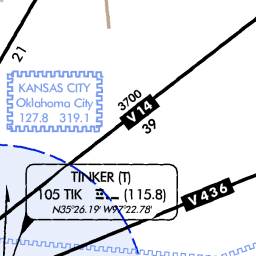 21
KANSAS CITY
Oklahoma City
127.8 319.1
3700
V 14
39
TINKER (T)
105 TIK (115.8)
N35°26.19' W97°22.78'
V 436